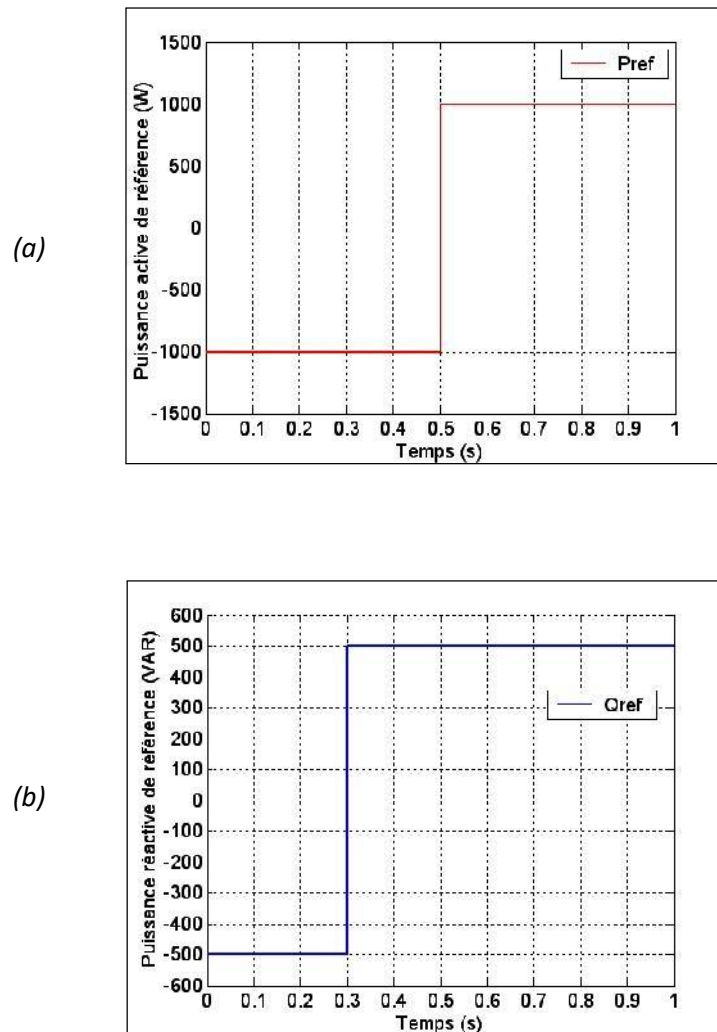 (a)
Puissance active de référence (W)
1500
1000
500
0
-500
-1000
-1500
Pref
0 0.1 0.2 0.3 0.4 0.5 0.6 0.7 0.8 0.9 1
Temps (s)
(b)
Puissance réactive de référence (VAR)
600
500
400
300
200
100
0
-100
-200
-300
-400
-500
-600
Qref
0 0.1 0.2 0.3 0.4 0.5 0.6 0.7 0.8 0.9 1
Temps (s)